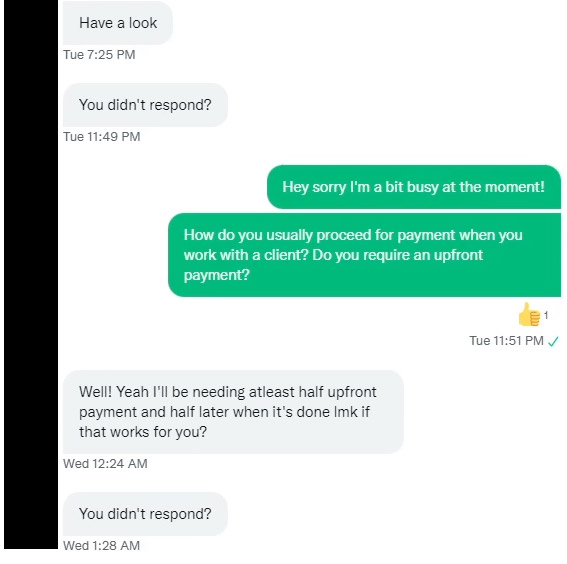 Have a look
Tue 7:25 PM
You didn't respond?
Tue 11:49 PM
Hey sorry I'm a bit busy at the moment!
How do you usually proceed for payment when you
work with a client? Do you require an upfront
payment?
1
Tue 11:51 PM
Well! Yeah I'll be needing atleast half upfront
payment and half later when it's done lmk if
that works for you?
Wed 12:24 AM
You didn't respond?
Wed 1:28 AM